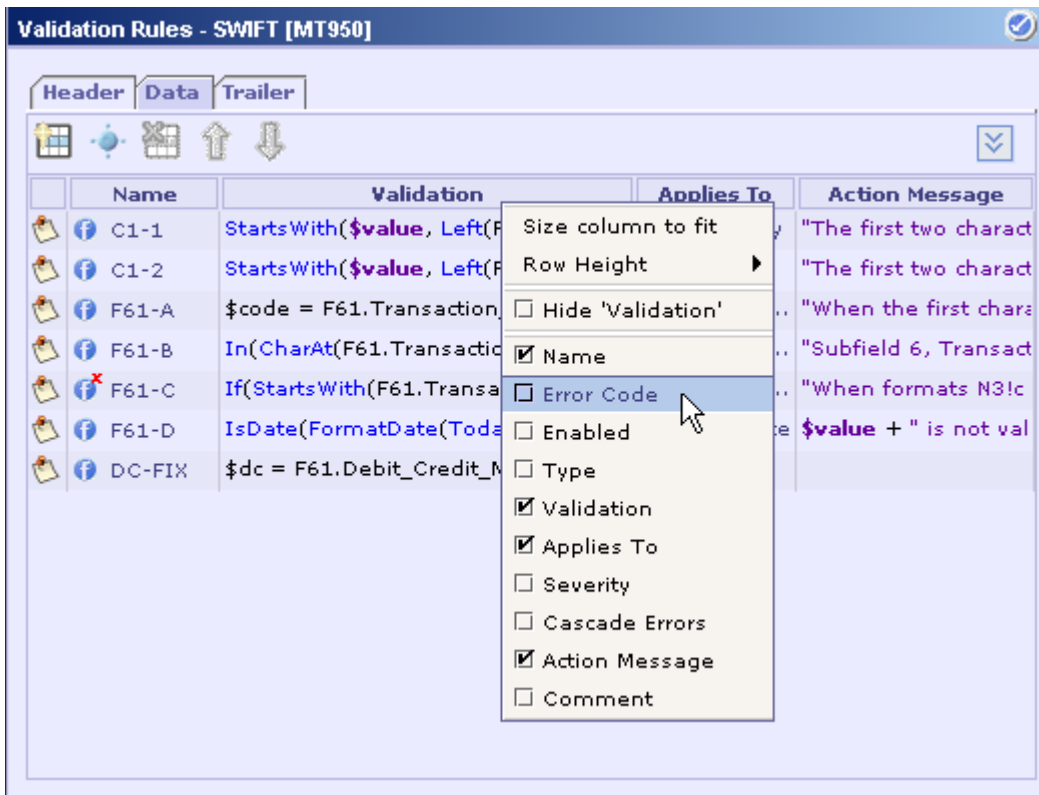 Validation Rules - SWIFT [MT950]
Header Data Trailer
Name Validation Applies To Action Message
C1-1 StartsWith($value, Left(F y "The first two charact
C1-2 StartsWith($value, Left(F "The first two charact
F61-A $code = F61.Transaction_ .. "When the first chara
F61-B In(CharAt(F61.Transactio .. "Subfield 6, Transact
F61-C If(StartsWith(F61.Transa .. "When formats N3!c
F61-D IsDate(FormatDate(Toda te $value + " is not val
DC-FIX $dc = F61.Debit_Credit_M
Size column to fit
Row Height
Hide 'Validation'
Name
Error Code
Enabled
Type
Validation
Applies To
Severity
Cascade Errors
Action Message
Comment